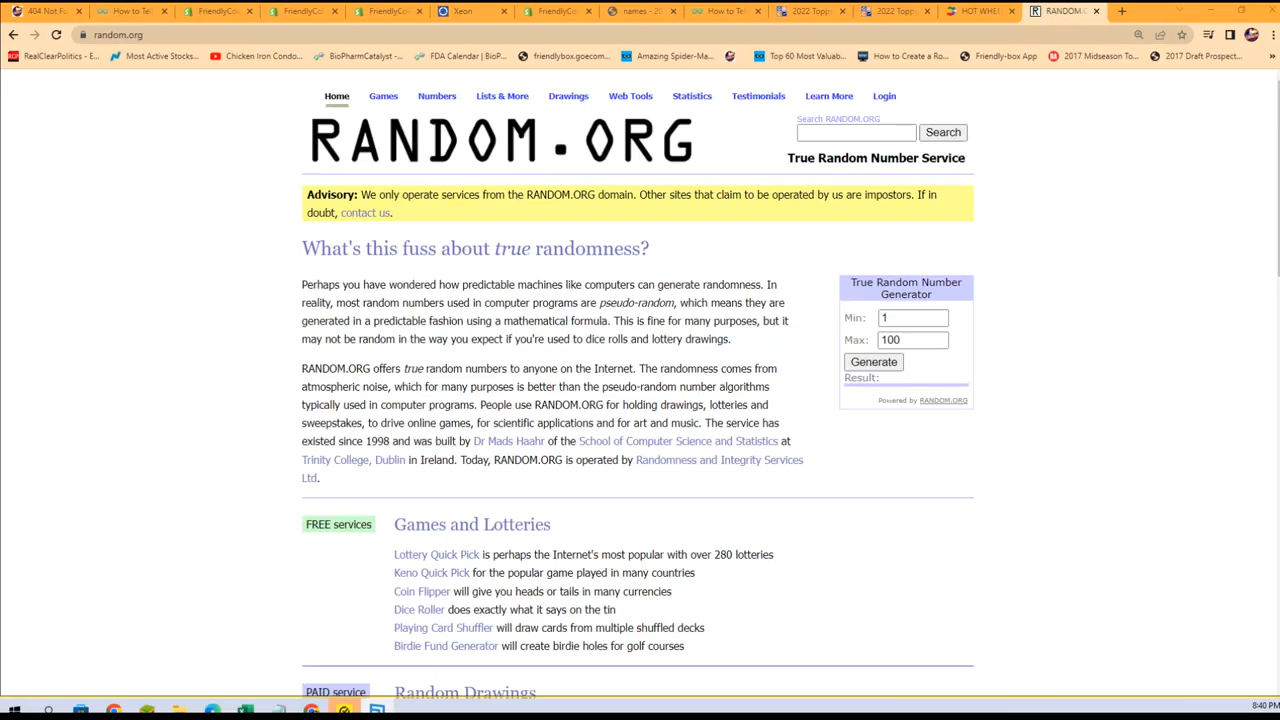 404 Not Fo
How to Tel
FriendlyCo
FriendlyCo
FriendlyCo
Xeon
FriendlyCo
names - 20
How to Tel
2022 Topps
2022 Topps
HOT WHEE
RANDOM.O
random.org
RealClearPolitics - E...
Most Active Stocks...
Chicken Iron Condo...
BioPharmCatalyst -...
FDA Calendar | BioP...
friendlybox.goecom...
Amazing Spider-Ma...
Top 60 Most Valuab...
How to Create a Ro...
Friendly-box App
2017 Midseason To...
2017 Draft Prospect...
Home
Games
Numbers
Lists & More
Drawings
Web Tools
Statistics
Testimonials
Learn More
Login
RANDOM.ORG
Search RANDOM.ORG
Search
True Random Number Service
Advisory: We only operate services from the RANDOM.ORG domain. Other sites that claim to be operated by us are impostors. If in
doubt, contact us.
What's this fuss about true randomness?
Perhaps you have wondered how predictable machines like computers can generate randomness. In
reality, most random numbers used in computer programs are pseudo-random, which means they are
generated in a predictable fashion using a mathematical formula. This is fine for many purposes, but it
may not be random in the way you expect if you're used to dice rolls and lottery drawings.
RANDOM.ORG offers true random numbers to anyone on the Internet. The randomness comes from
atmospheric noise, which for many purposes is better than the pseudo-random number algorithms
typically used in computer programs. People use RANDOM.ORG for holding drawings, lotteries and
sweepstakes, to drive online games, for scientific applications and for art and music. The service has
existed since 1998 and was built by Dr Mads Haahr of the School of Computer Science and Statistics at
Trinity College, Dublin in Ireland. Today, RANDOM.ORG is operated by Randomness and Integrity Services
Ltd.
True Random Number
Generator
Min: 1
Max: 100
Generate
Result:
Powered by RANDOM.ORG
FREE services
Games and Lotteries
Lottery Quick Pick is perhaps the Internet's most popular with over 280 lotteries
Keno Quick Pick for the popular game played in many countries
Coin Flipper will give you heads or tails in many currencies
Dice Roller does exactly what it says on the tin
Playing Card Shuffler will draw cards from multiple shuffled decks
Birdie Fund Generator will create birdie holes for golf courses
PAID service
Random Drawings
8:40 PM